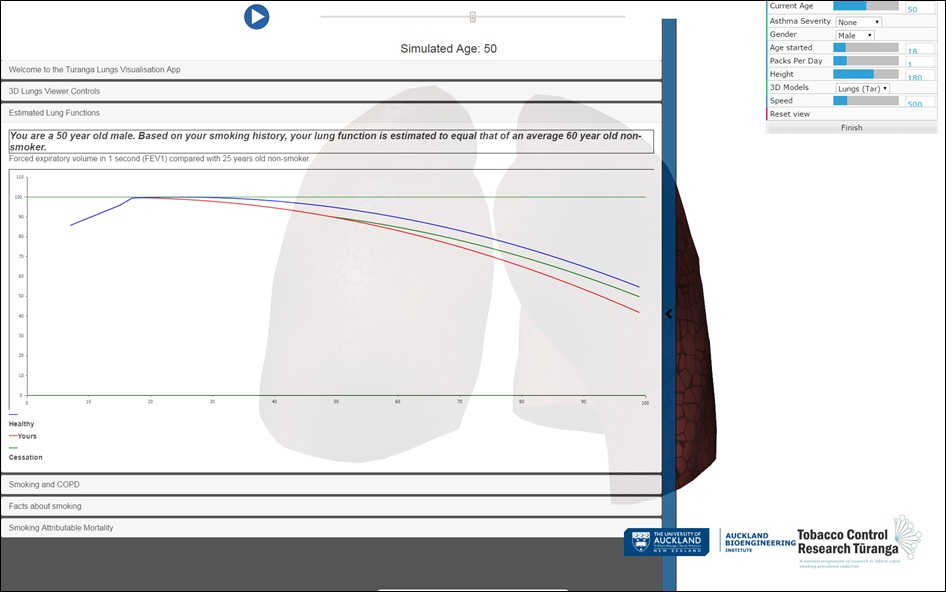 Simulated Age: 50
Welcome to the Turanga Lungs Visualisation App
3D Lungs Viewer Controls
Estimated Lung Functions
You are a 50 year old male. Based on your smoking history, your lung function is estimated to equal that of an average 60 year old non-
smoker.
Forced expiratory volume in 1 second (FEV1) compared with 25 years old non-smoker.
110
100
90
80
70
60
50
40
30
20
10
0
0 10 20 30 40 50 60 70 80 90 100
Healthy
Yours
Cessation
Smoking and COPD
Facts about smoking
Smoking Attributable Mortality
Current Age 50
Asthma Severity None
Gender Male
Age started 18
Packs Per Day 1
Height 180
3D Models Lungs (Tar)
Speed 500
Reset view
Finish
THE UNIVERSITY OF
AUCKLAND
NEW ZEALAND
AUCKLAND
BIOENGINEERING
INSTITUTE
Tobacco Control
Research Tūranga
A national programme of research to inform rapid
smoking prevalence reduction